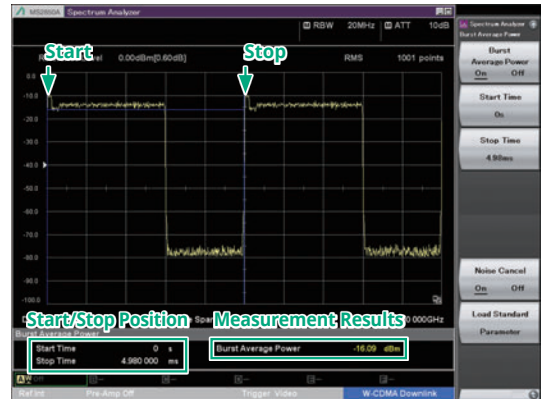 MS2850A Spectrum Analyzer
RBW 20MHz ATT 10dB
Spectrum Analyzer
Burst Average Power
Start
Stop
0.00dBm[0.60dB]
RMS 1001 points
Burst
Average Power
On Off
Start Time
0s
Stop Time
4.98ms
0.0
-10.0
-20.0
-30.0
-40.0
-50.0
-60.0
-70.0
-80.0
-90.0
-100.0
Noise Cancel
On Off
Load Standard
Parameter
Start/Stop Position
Measurement Results
Burst Average Power
Start Time 0 s
Stop Time 4.980 000 ms
Burst Average Power -16.09 dBm
Ref.Int Pre-Amp Off Trigger Video W-CDMA Downlink